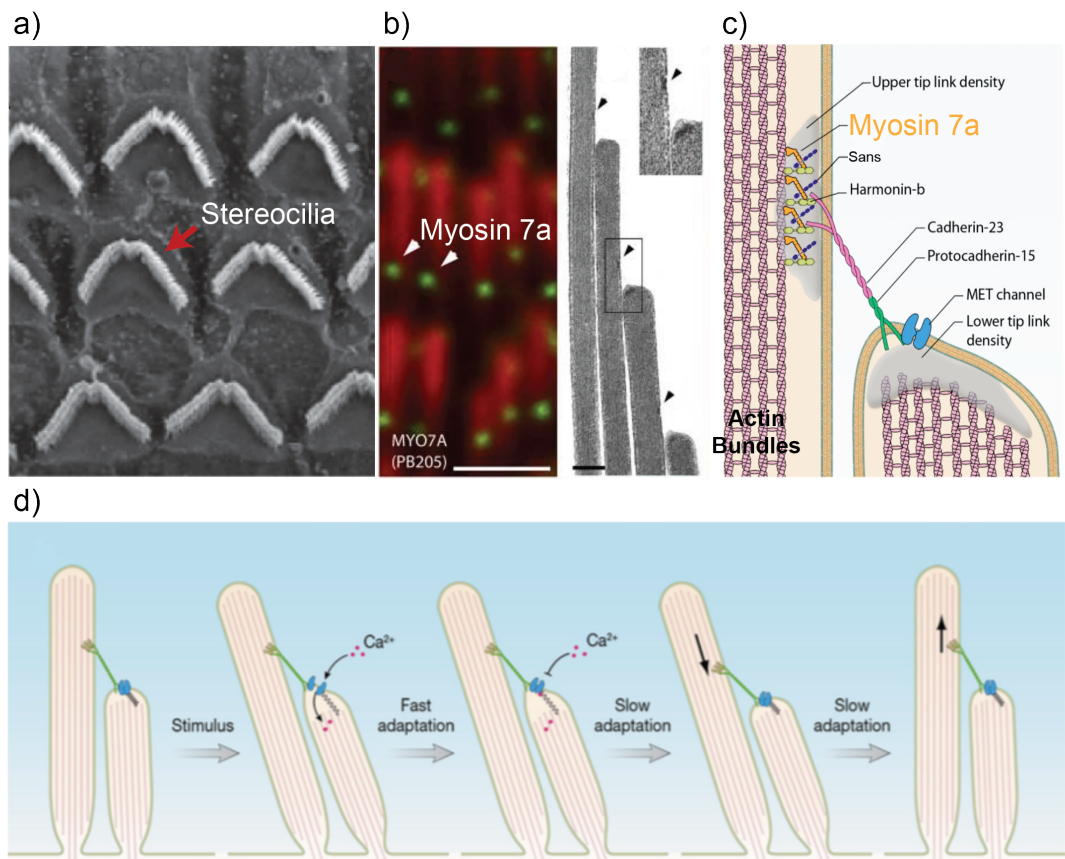 a)
Stereocilia
b)
Myosin 7a
MYO7A
(PB205)
c)
Upper tip link density
Myosin 7a
Sans
Harmonin-b
Cadherin-23
Protocadherin-15
MET channel
Lower tip link
density
Actin
Bundles
d)
Stimulus
Ca²⁺
Fast
adaptation
Ca²⁺
Slow
adaptation
Slow
adaptation